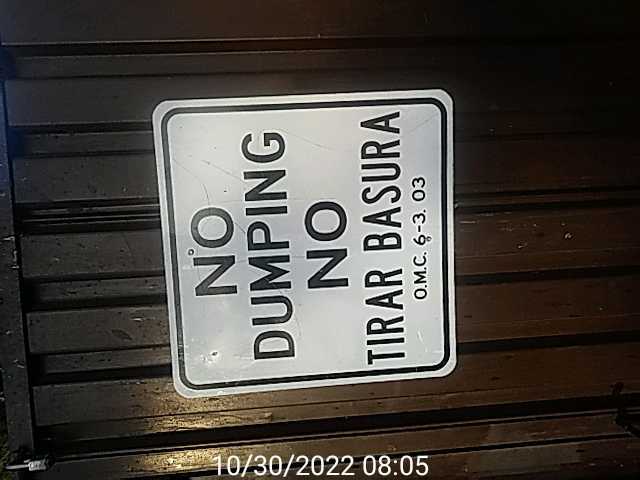 NO
DUMPING
NO
TIRAR BASURA
O.M.C. 6-3. 03
10/30/2022 08:05